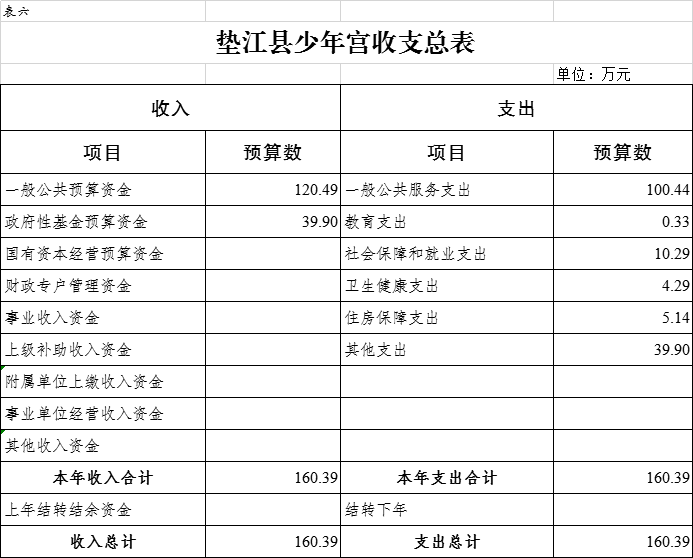 表六
垫江县少年宫收支总表
单位：万元
收入 支出
项目 预算数 项目 预算数
一般公共预算资金 120.49 一般公共服务支出 100.44
政府性基金预算资金 39.90 教育支出 0.33
国有资本经营预算资金 社会保障和就业支出 10.29
财政专户管理资金 卫生健康支出 4.29
事业收入资金 住房保障支出 5.14
上级补助收入资金 其他支出 39.90
附属单位上缴收入资金
事业单位经营收入资金
其他收入资金
本年收入合计 160.39 本年支出合计 160.39
上年结转结余资金 结转下年
收入总计 160.39 支出总计 160.39